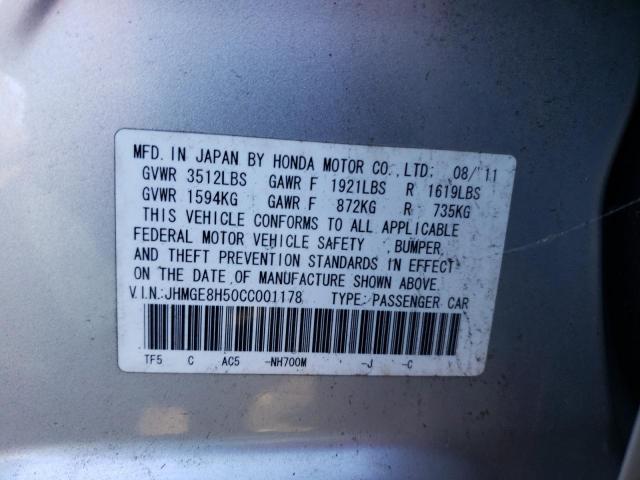 MFD. IN JAPAN BY HONDA MOTOR CO.,LTD: 08/'11
GVWR 3512LBS GAWR F 1921LBS R 1619LBS
GVWR 1594KG GAWR F 872KG R 735KG
THIS VEHICLE CONFORMS TO ALL APPLICABLE
FEDERAL MOTOR VEHICLE SAFETY, BUMPER,
AND THEFT PREVENTION STANDARDS IN EFFECT
ON THE DATE OF MANUFACTURE SHOWN ABOVE.
V.I.N.:JHMGE8H50CC001178 TYPE: PASSENGER CAR
TF5 C AC5 -NH700M -J -C